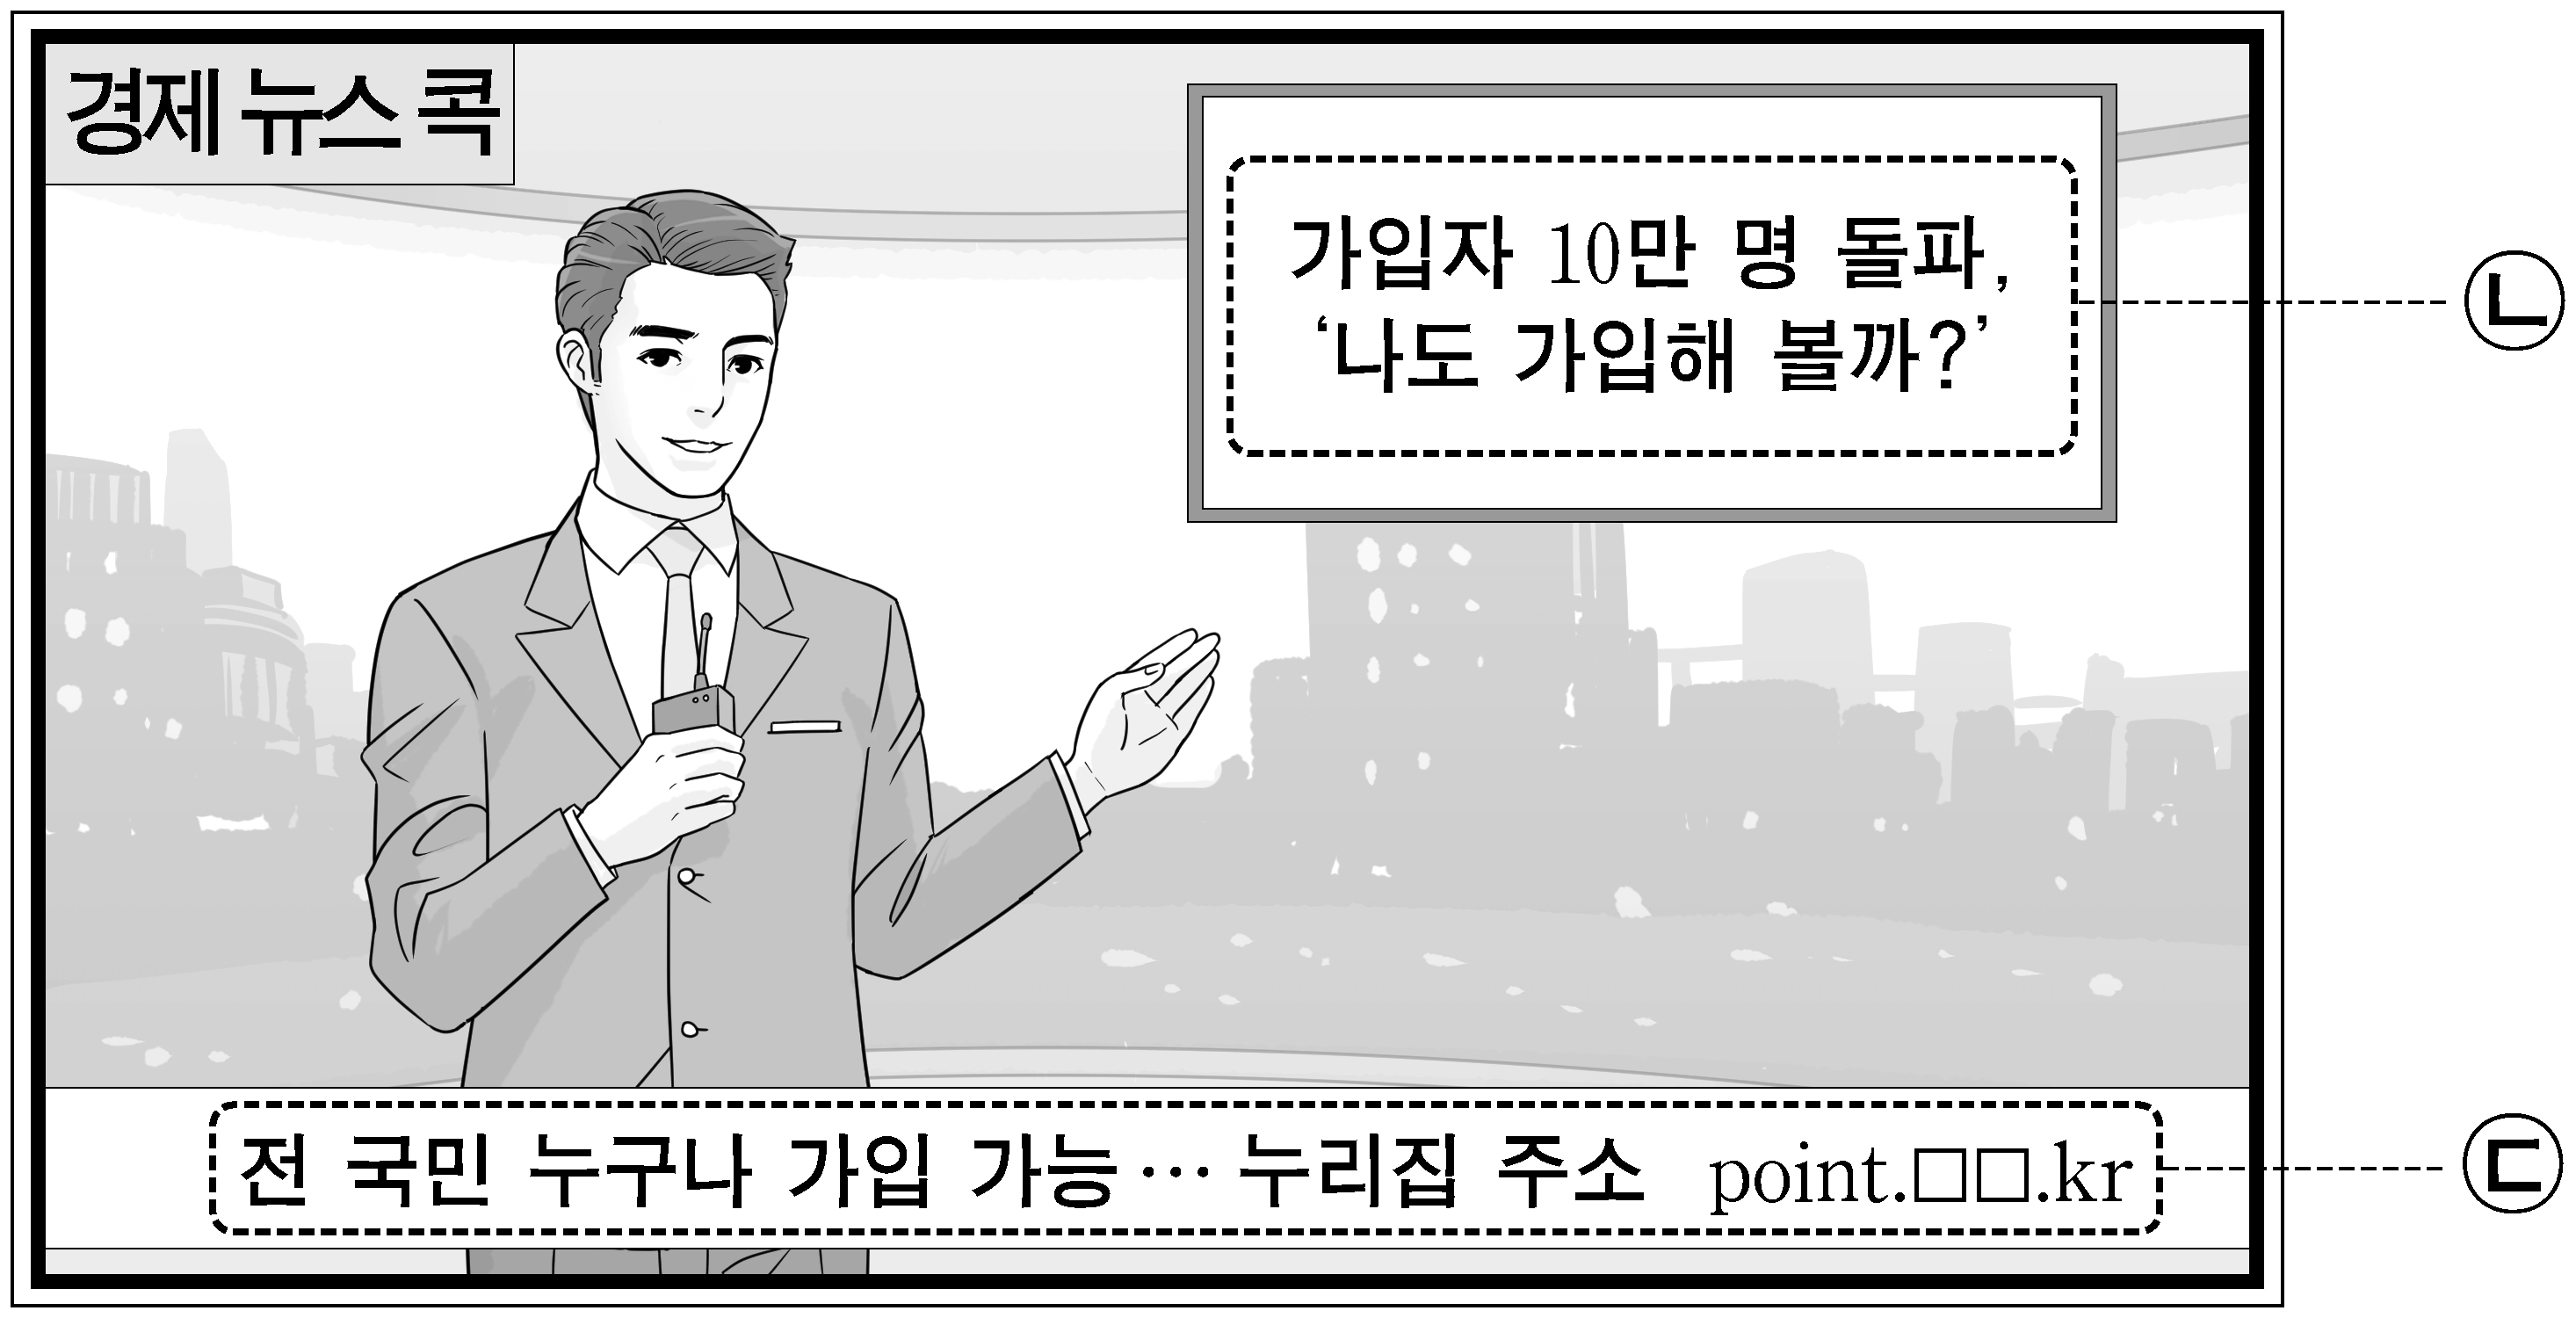 경제 뉴스 콕
가입자 10만 명 돌파,
‘나도 가입해 볼까?’
㉡
전 국민 누구나 가입 가능… 누리집 주소 point.□□.kr
㉢